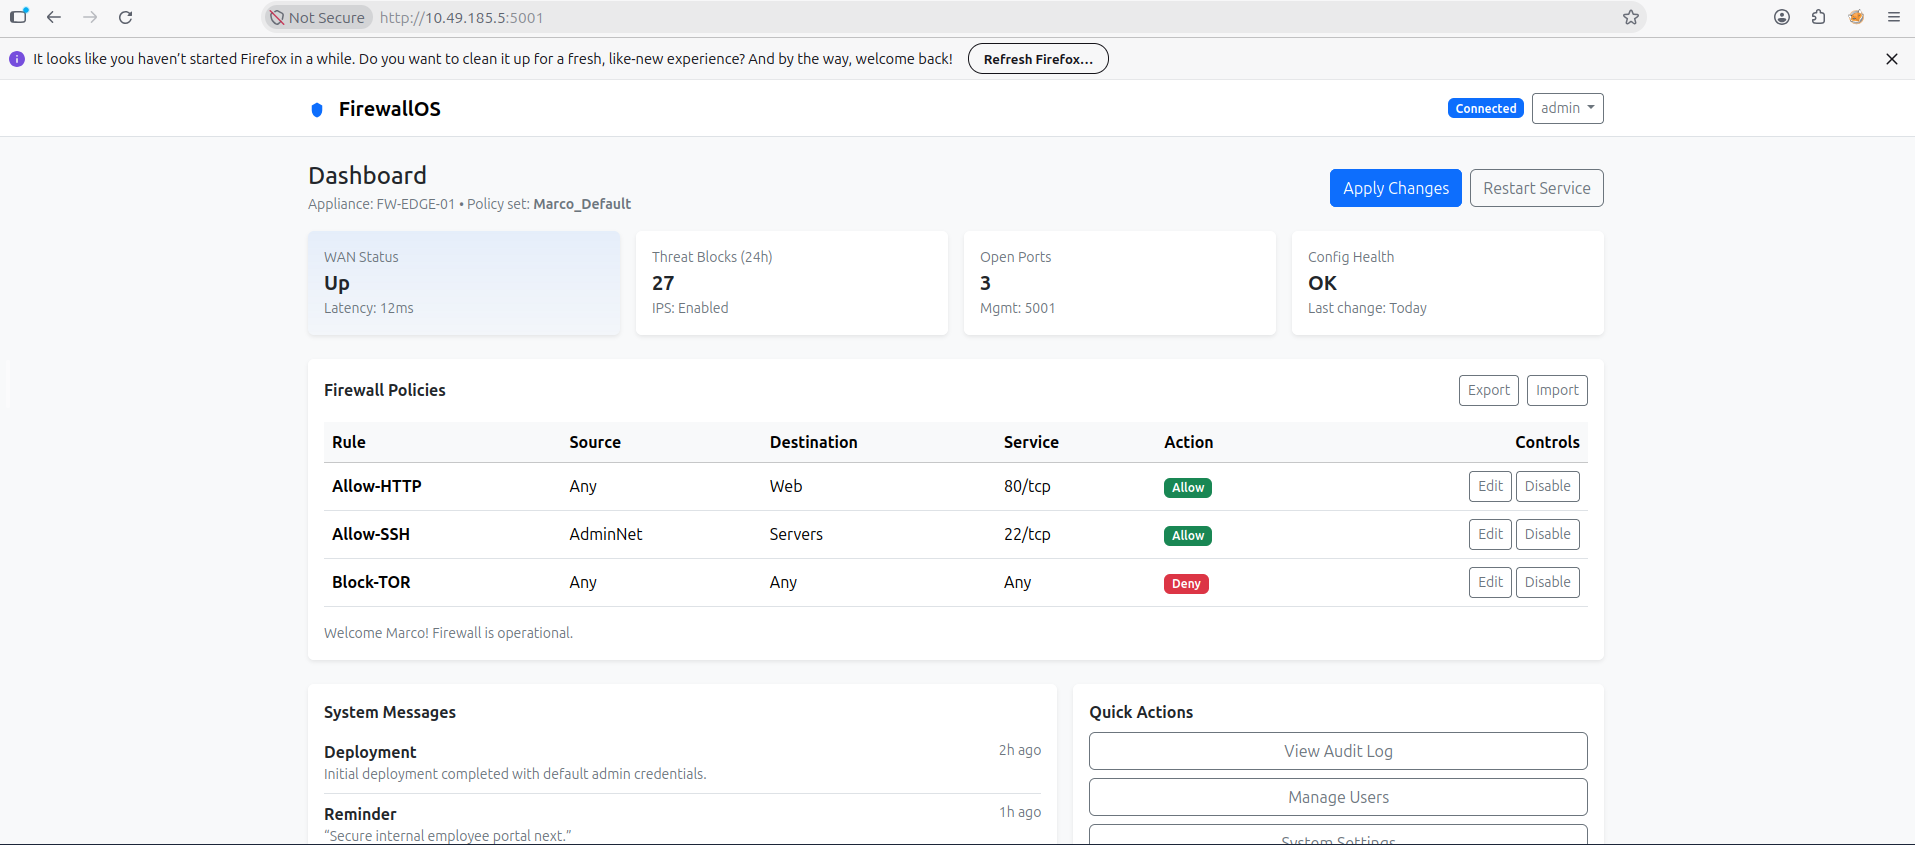 Not Secure http://10.49.185.5:5001
It looks like you haven't started Firefox in a while. Do you want to clean it up for a fresh, like-new experience? And by the way, welcome back! Refresh Firefox...
FirewallOS
Connected admin
Dashboard
Appliance: FW-EDGE-01 • Policy set: Marco_Default
Apply Changes Restart Service
WAN Status
Up
Latency: 12ms
Threat Blocks (24h)
27
IPS: Enabled
Open Ports
3
Mgmt: 5001
Config Health
OK
Last change: Today
Firewall Policies Export Import
Rule Source Destination Service Action Controls
Allow-HTTP Any Web 80/tcp Allow Edit Disable
Allow-SSH AdminNet Servers 22/tcp Allow Edit Disable
Block-TOR Any Any Any Deny Edit Disable
Welcome Marco! Firewall is operational.
System Messages
Deployment 2h ago
Initial deployment completed with default admin credentials.
Reminder 1h ago
“Secure internal employee portal next.”
Quick Actions
View Audit Log
Manage Users
System Settings